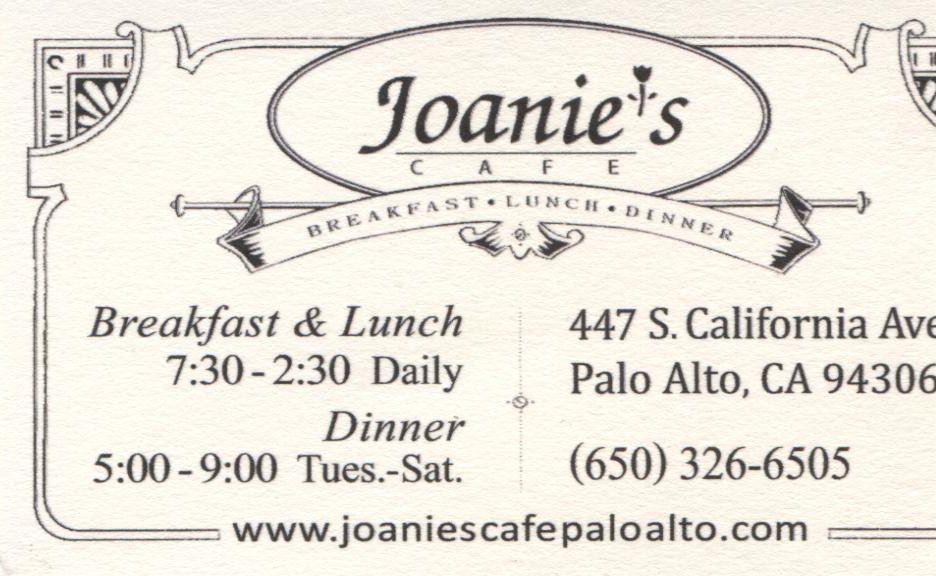 Joanie's
CAFE
BREAKFAST • LUNCH • DINNER
Breakfast & Lunch
7:30 - 2:30 Daily
Dinner
5:00 - 9:00 Tues.-Sat.
447 S. California Ave
Palo Alto, CA 94306
(650) 326-6505
www.joaniescafepaloalto.com